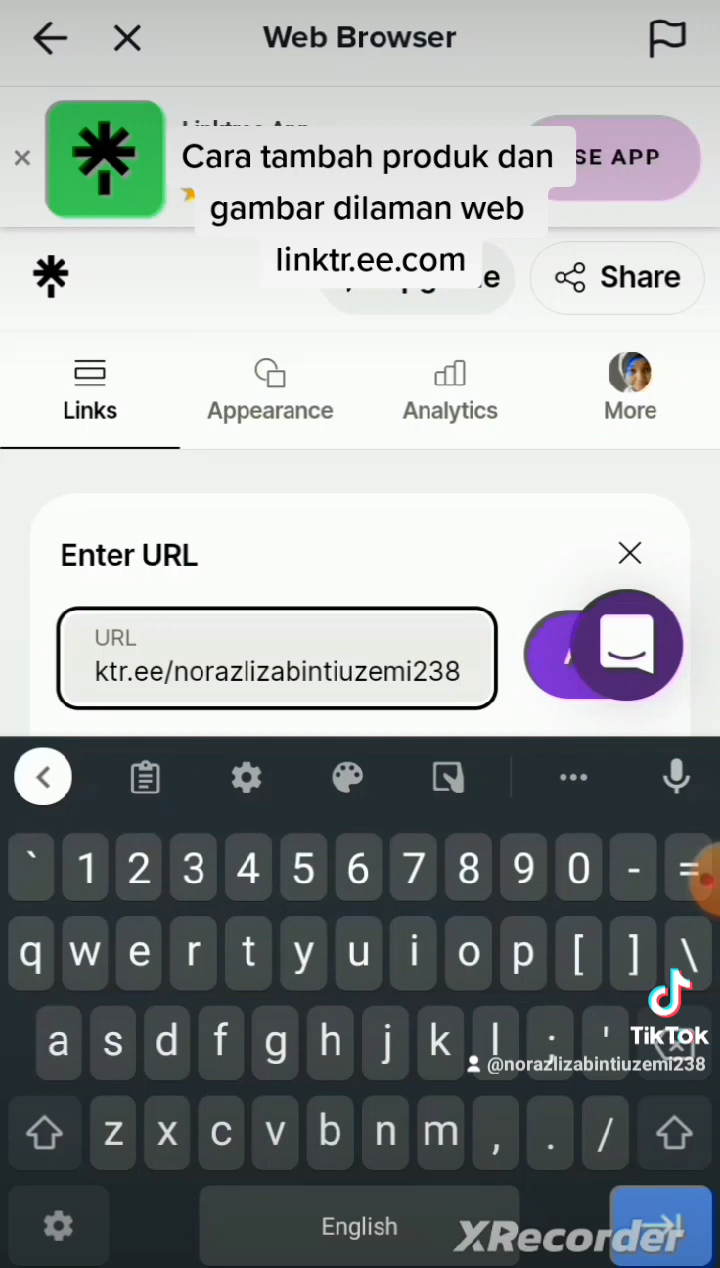 Web Browser
Cara tambah produk dan
gambar dilaman web
linktr.ee.com
SE APP
Share
Links
Appearance
Analytics
More
Enter URL
URL
ktr.ee/norazlizabintiuzemi238
` 1 2 3 4 5 6 7 8 9 0 - =
q w e r t y u i o p [ ] \
a s d f g h j k l ; '
TikTok
@norazlizabintiuzemi238
z x c v b n m , . /
English
XRecorder